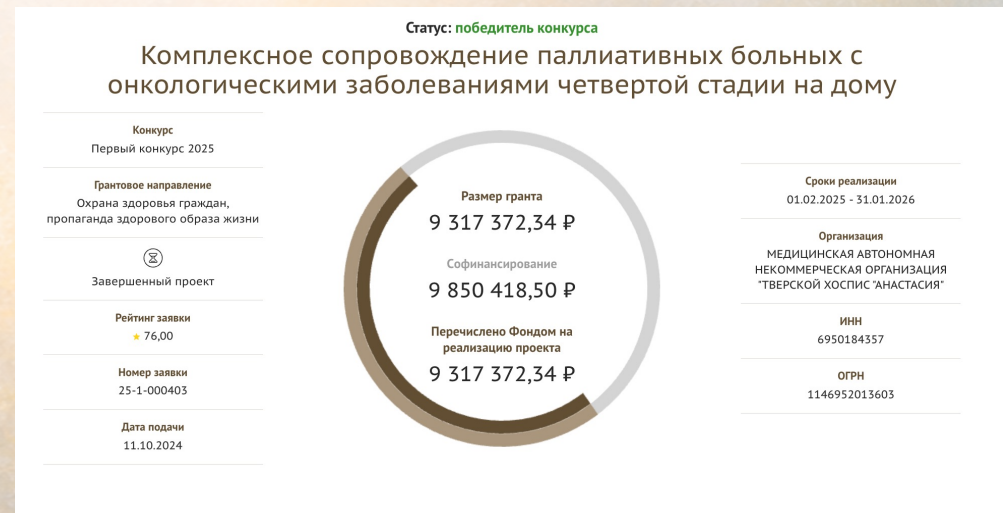 Статус: победитель конкурса
Комплексное сопровождение паллиативных больных с
онкологическими заболеваниями четвертой стадии на дому
Конкурс
Первый конкурс 2025
Грантовое направление
Охрана здоровья граждан,
пропаганда здорового образа жизни
Завершенный проект
Рейтинг заявки
76,00
Номер заявки
25-1-000403
Дата подачи
11.10.2024
Размер гранта
9 317 372,34 ₽
Софинансирование
9 850 418,50 ₽
Перечислено Фондом на
реализацию проекта
9 317 372,34 ₽
Сроки реализации
01.02.2025 - 31.01.2026
Организация
МЕДИЦИНСКАЯ АВТОНОМНАЯ
НЕКОММЕРЧЕСКАЯ ОРГАНИЗАЦИЯ
"ТВЕРСКОЙ ХОСПИС "АНАСТАСИЯ"
ИНН
6950184357
ОГРН
1146952013603